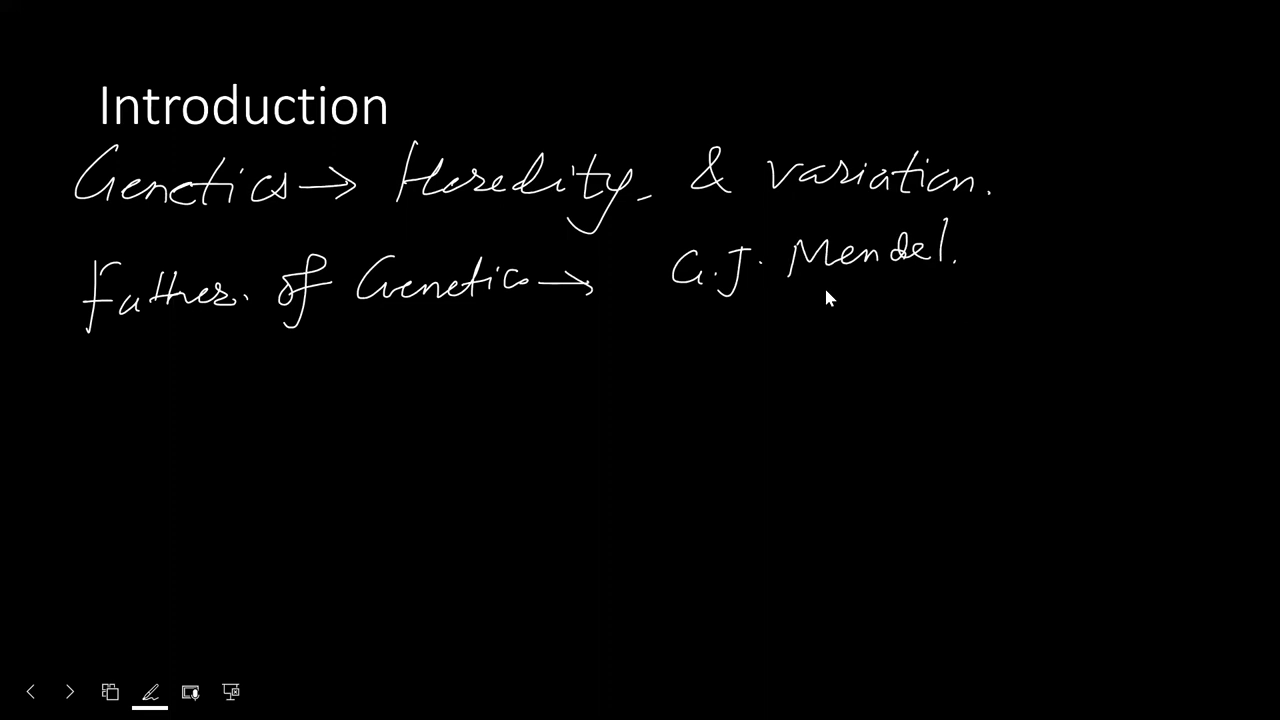 Introduction
Genetics → Heredity & variation.
Father of Genetics → G.J. Mendel.